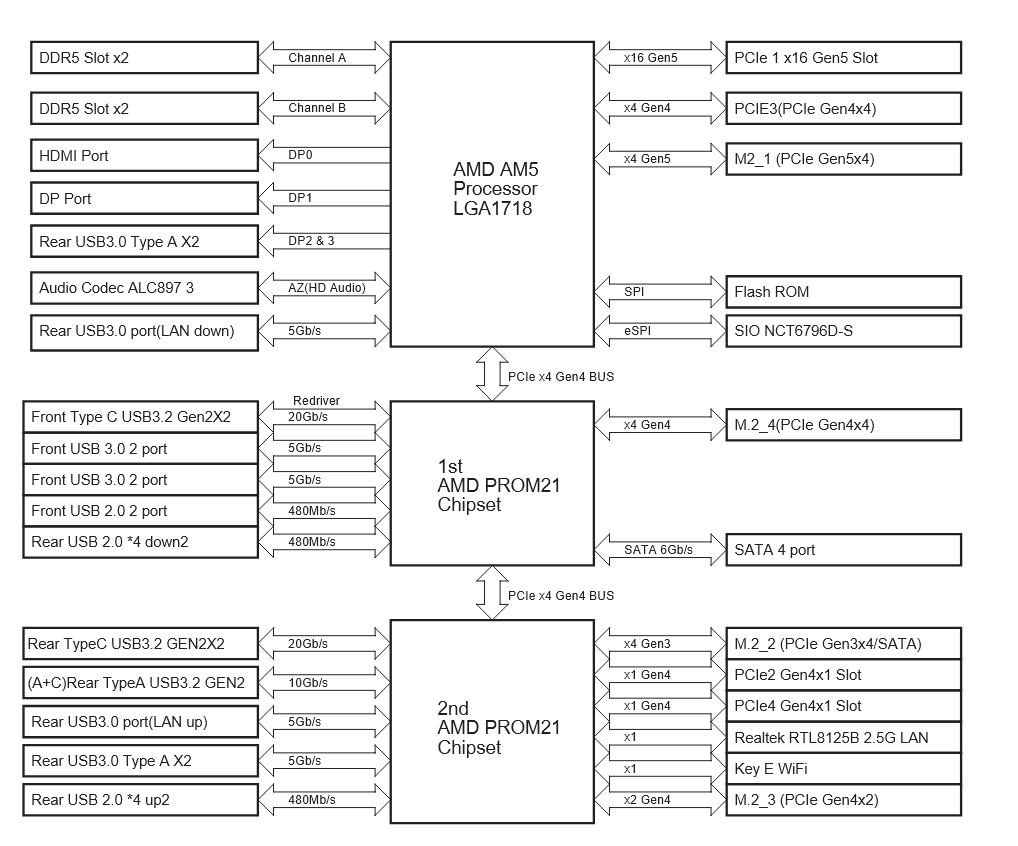 DDR5 Slot x2
Channel A
x16 Gen5
PCIe 1 x16 Gen5 Slot
DDR5 Slot x2
Channel B
x4 Gen4
PCIE3(PCIe Gen4x4)
HDMI Port
DP0
x4 Gen5
M2_1 (PCIe Gen5x4)
AMD AM5
Processor
LGA1718
DP Port
DP1
Rear USB3.0 Type A X2
DP2 & 3
Audio Codec ALC897 3
AZ(HD Audio)
SPI
Flash ROM
Rear USB3.0 port(LAN down)
5Gb/s
eSPI
SIO NCT6796D-S
PCIe x4 Gen4 BUS
Redriver
Front Type C USB3.2 Gen2X2
20Gb/s
x4 Gen4
M.2_4(PCIe Gen4x4)
Front USB 3.0 2 port
5Gb/s
1st
AMD PROM21
Chipset
Front USB 3.0 2 port
5Gb/s
Front USB 2.0 2 port
480Mb/s
Rear USB 2.0 *4 down2
480Mb/s
SATA 6Gb/s
SATA 4 port
PCIe x4 Gen4 BUS
Rear TypeC USB3.2 GEN2X2
20Gb/s
x4 Gen3
M.2_2 (PCIe Gen3x4/SATA)
(A+C)Rear TypeA USB3.2 GEN2
10Gb/s
x1 Gen4
PCIe2 Gen4x1 Slot
2nd
AMD PROM21
Chipset
x1 Gen4
PCIe4 Gen4x1 Slot
Rear USB3.0 port(LAN up)
5Gb/s
x1
Realtek RTL8125B 2.5G LAN
Rear USB3.0 Type A X2
5Gb/s
x1
Key E WiFi
Rear USB 2.0 *4 up2
480Mb/s
x2 Gen4
M.2_3 (PCIe Gen4x2)